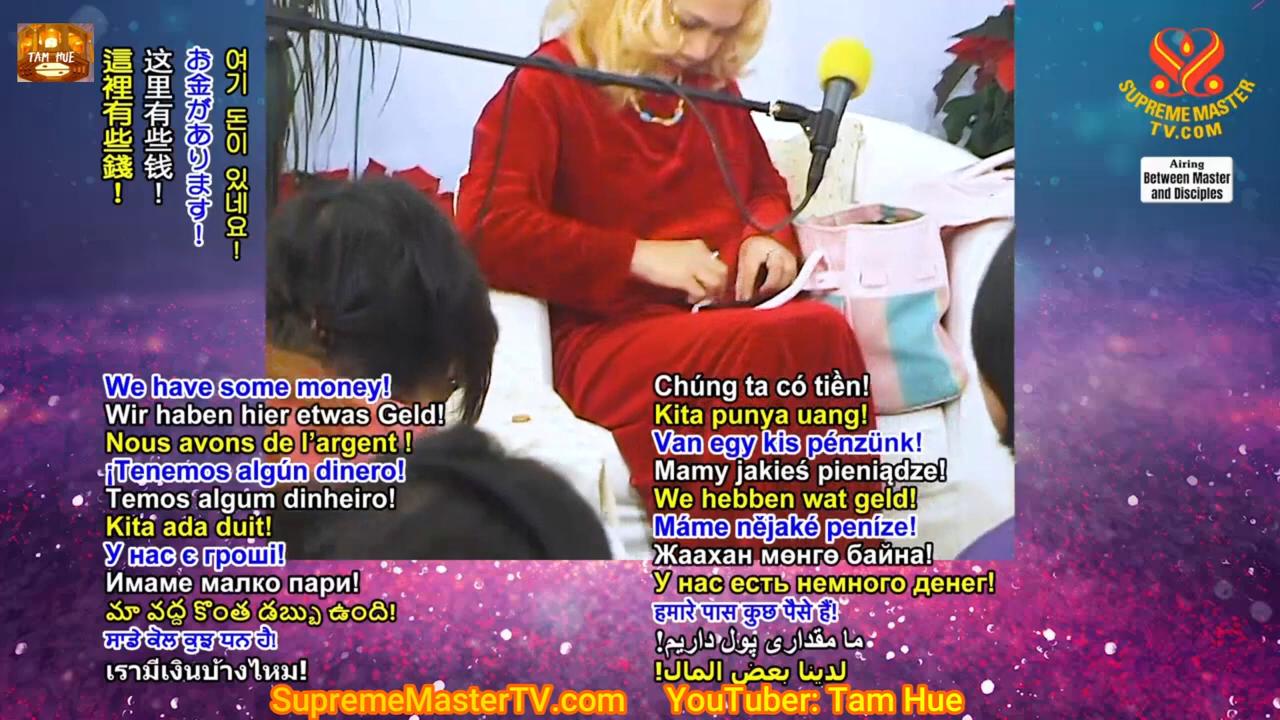 TAM HUE
這裡有些錢！
这里有些钱！
お金があります！
여기 돈이 있네요!
SUPREME MASTER
TV.COM
Airing
Between Master
and Disciples
We have some money!
Wir haben hier etwas Geld!
Nous avons de l’argent !
¡Tenemos algún dinero!
Temos algum dinheiro!
Kita ada duit!
У нас є гроші!
Имаме малко пари!
మా వద్ద కొంత డబ్బు ఉంది!
ਸਾਡੇ ਕੋਲ ਕੁਝ ਧਨ ਹੈ!
เรามีเงินบ้างไหม!
Chúng ta có tiền!
Kita punya uang!
Van egy kis pénzünk!
Mamy jakieś pieniądze!
We hebben wat geld!
Máme nějaké peníze!
Жаахан мөнгө байна!
У нас есть немного денег!
हमारे पास कुछ पैसे हैं!
ما مقداری پول داریم!
لدينا بعض المال!
SupremeMasterTV.com
YouTuber: Tam Hue